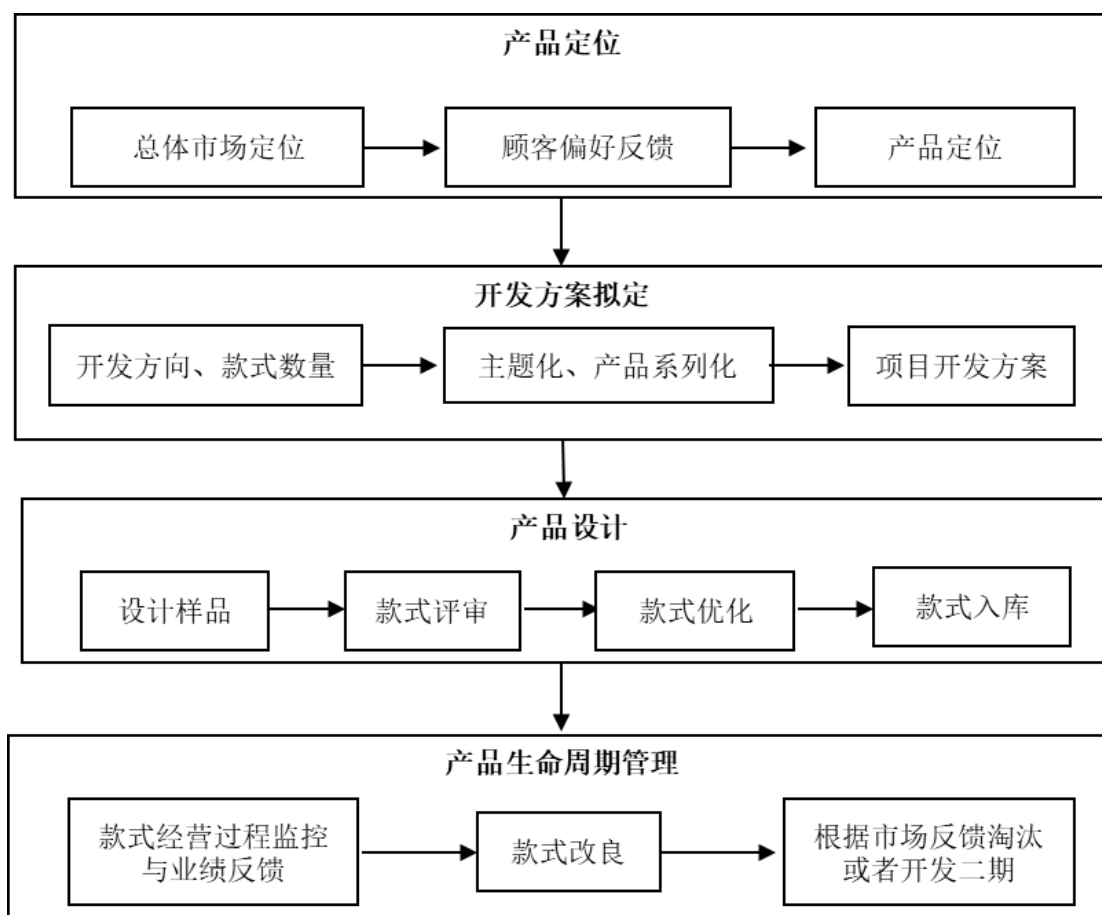 产品定位
总体市场定位
顾客偏好反馈
产品定位
开发方案拟定
开发方向、款式数量
主题化、产品系列化
项目开发方案
产品设计
设计样品
款式评审
款式优化
款式入库
产品生命周期管理
款式经营过程监控
与业绩反馈
款式改良
根据市场反馈淘汰
或者开发二期